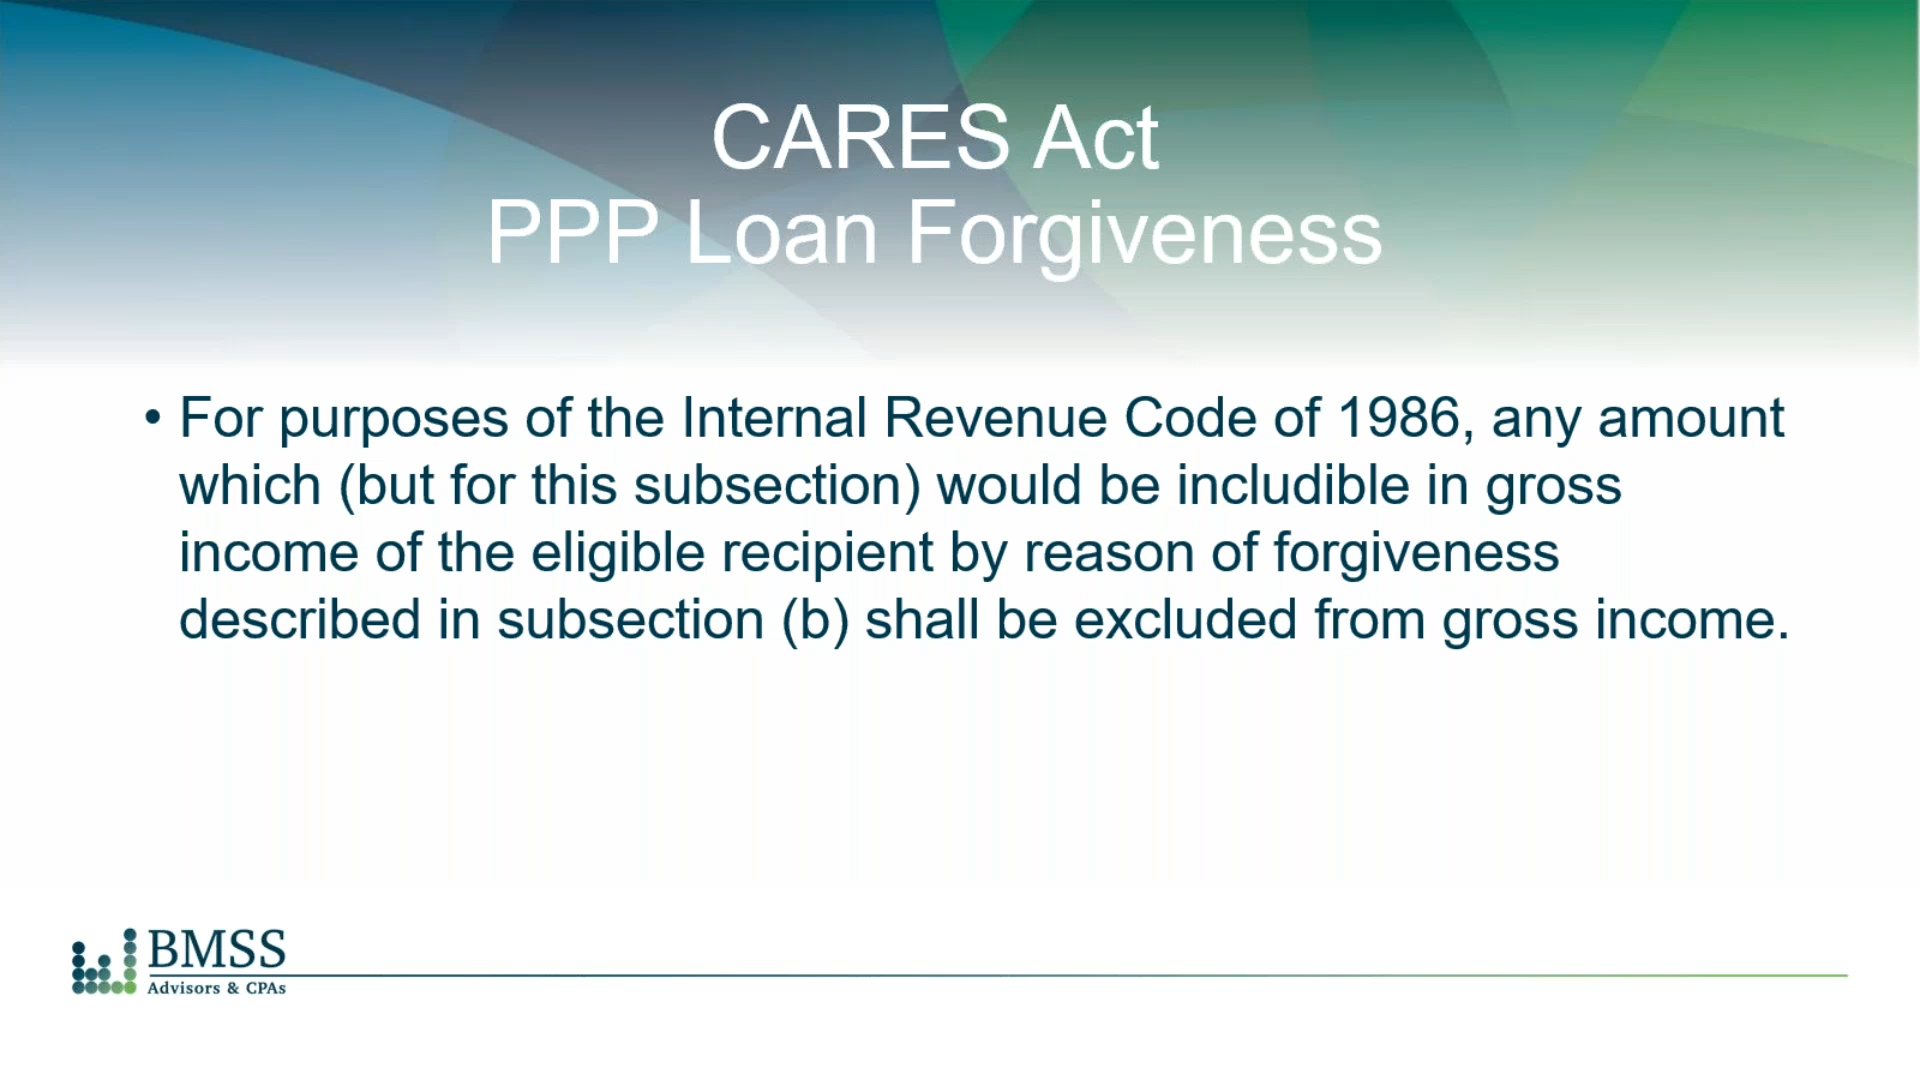 CARES Act
PPP Loan Forgiveness
• For purposes of the Internal Revenue Code of 1986, any amount
which (but for this subsection) would be includible in gross
income of the eligible recipient by reason of forgiveness
described in subsection (b) shall be excluded from gross income.
BMSS
Advisors & CPAs